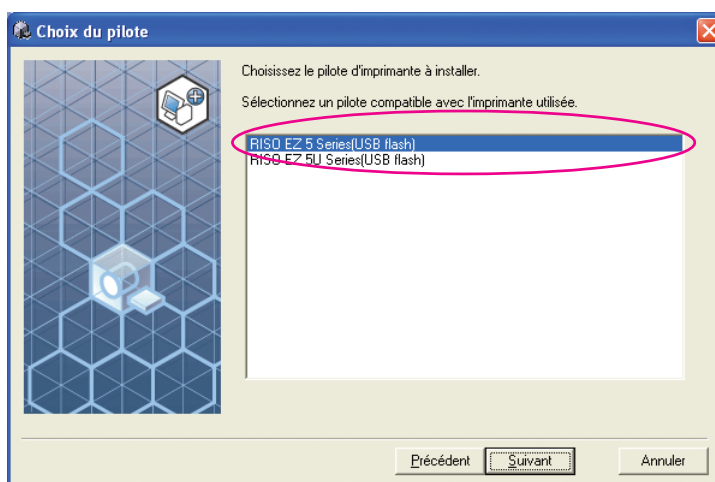 Choix du pilote
Choisissez le pilote d'imprimante à installer.
Sélectionnez un pilote compatible avec l'imprimante utilisée.
RISO EZ 5 Series(USB flash)
RISO EZ 5U Series(USB flash)
Précédent
Suivant
Annuler